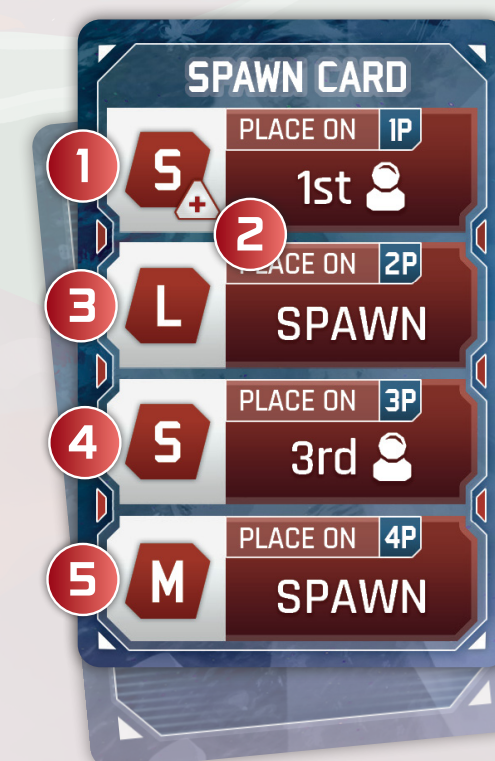 SPAWN CARD
1 S + PLACE ON 1P
1st
2
3 L PLACE ON 2P
SPAWN
4 S PLACE ON 3P
3rd
5 M PLACE ON 4P
SPAWN